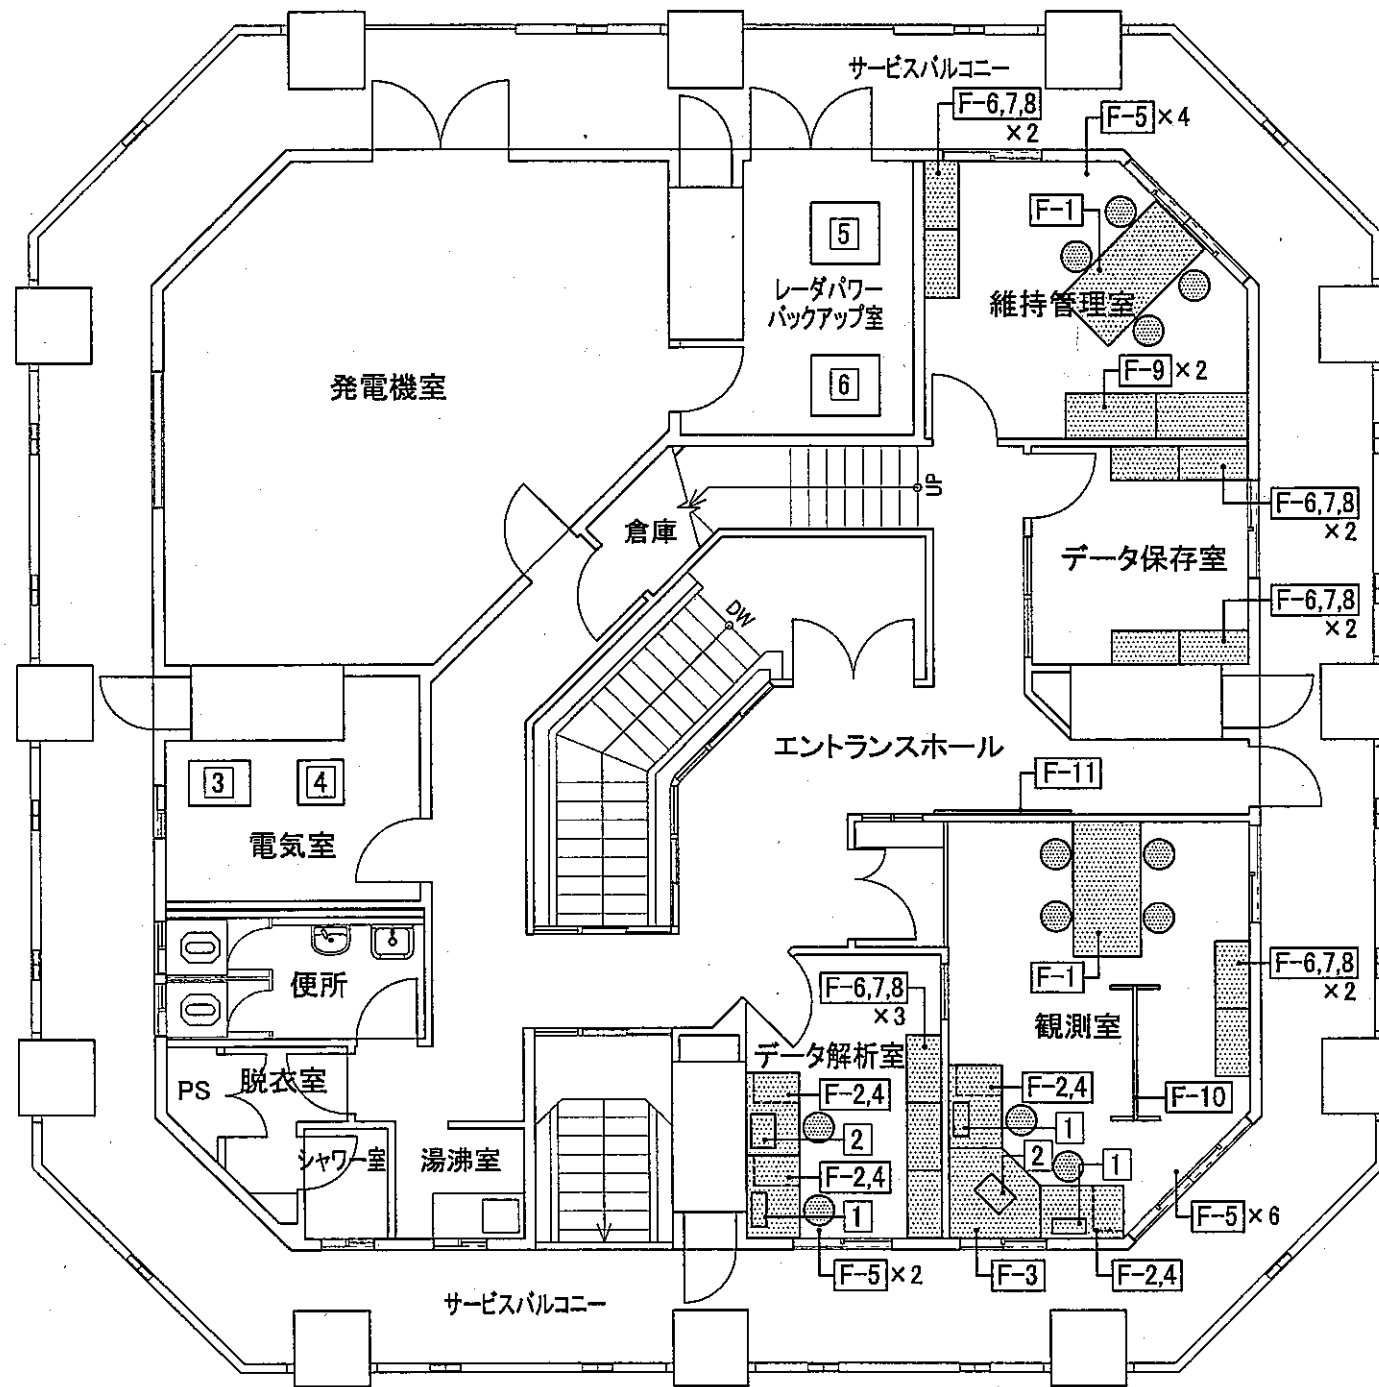 サービスバルコニー
F-6,7,8
×2
F-5 ×4
F-1
5
レーダパワー
バックアップ室
維持管理室
6
F-9 ×2
発電機室
UP
F-6,7,8
×2
倉庫
データ保存室
F-6,7,8
×2
DW
エントランスホール
F-11
3
4
電気室
便所
F-1
F-6,7,8
×2
F-6,7,8
×3
観測室
データ解析室
PS
脱衣室
F-2,4
F-2,4
F-10
2
1
シャワー室
湯沸室
F-2,4
2
1
1
F-5 ×6
F-5 ×2
F-3
F-2,4
サービスバルコニー